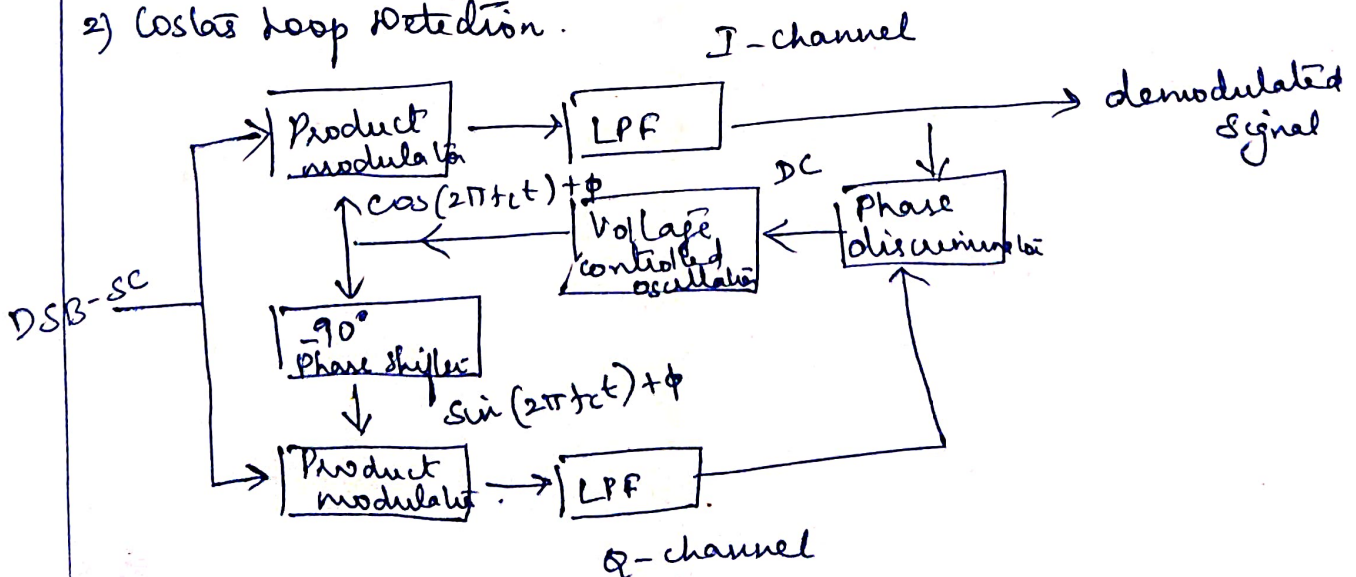 2) Costas Loop Detection.
I-channel
Product
modulator
LPF
demodulated
signal
DC
cos(2πfct)+φ
Voltage
controlled
oscillator
Phase
discriminator
DSB-SC
-90°
Phase shifter
sin(2πfct)+φ
Product
modulator
LPF
Q-channel